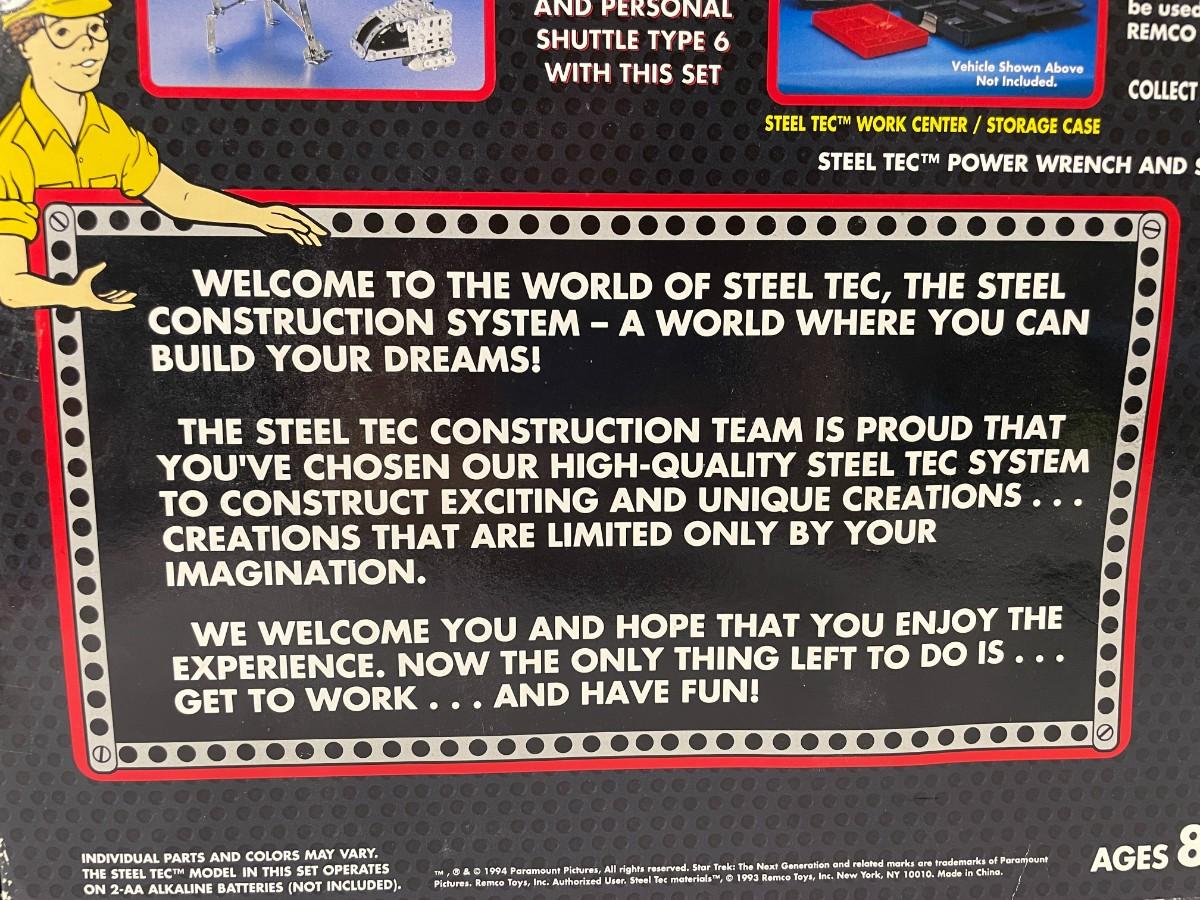 AND PERSONAL
SHUTTLE TYPE 6
WITH THIS SET
Vehicle Shown Above
Not Included.
be used
REMCO
COLLECT
STEEL TEC™ WORK CENTER / STORAGE CASE
STEEL TEC™ POWER WRENCH AND S
WELCOME TO THE WORLD OF STEEL TEC, THE STEEL
CONSTRUCTION SYSTEM – A WORLD WHERE YOU CAN
BUILD YOUR DREAMS!
THE STEEL TEC CONSTRUCTION TEAM IS PROUD THAT
YOU'VE CHOSEN OUR HIGH-QUALITY STEEL TEC SYSTEM
TO CONSTRUCT EXCITING AND UNIQUE CREATIONS . . .
CREATIONS THAT ARE LIMITED ONLY BY YOUR
IMAGINATION.
WE WELCOME YOU AND HOPE THAT YOU ENJOY THE
EXPERIENCE. NOW THE ONLY THING LEFT TO DO IS . . .
GET TO WORK . . . AND HAVE FUN!
INDIVIDUAL PARTS AND COLORS MAY VARY.
THE STEEL TEC™ MODEL IN THIS SET OPERATES
ON 2-AA ALKALINE BATTERIES (NOT INCLUDED).
™, ® & © 1994 Paramount Pictures, All rights reserved. Star Trek: The Next Generation and related marks are trademarks of Paramount
Pictures. Remco Toys, Inc. Authorized User. Steel Tec materials™, © 1993 Remco Toys, Inc. New York, NY 10010. Made in China.
AGES 8